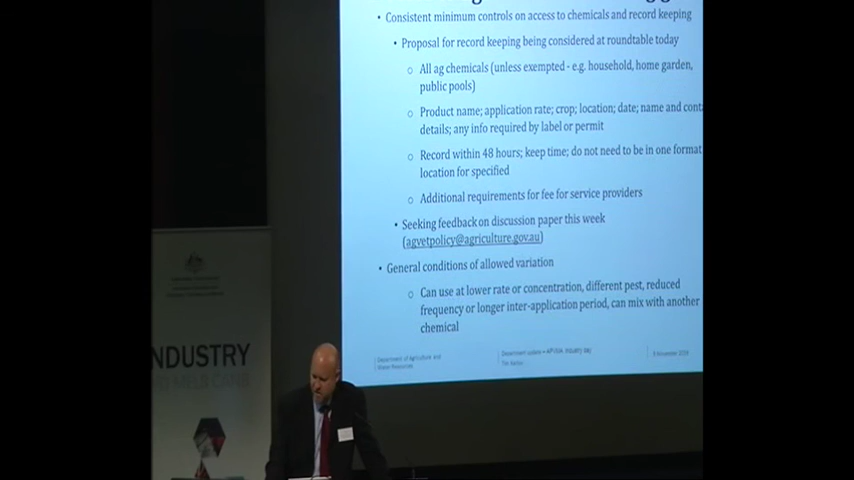 • Consistent minimum controls on access to chemicals and record keeping
• Proposal for record keeping being considered at roundtable today
o All ag chemicals (unless exempted - e.g. household, home garden,
public pools)
o Product name; application rate; crop; location; date; name and cont
details; any info required by label or permit
o Record within 48 hours; keep time; do not need to be in one format
location for specified
o Additional requirements for fee for service providers
• Seeking feedback on discussion paper this week
(agvetpolicy@agriculture.gov.au)
• General conditions of allowed variation
o Can use at lower rate or concentration, different pest, reduced
frequency or longer inter-application period, can mix with another
chemical
Department of Agriculture and
Water Resources
Department update – APVMA Industry day
NDUSTRY